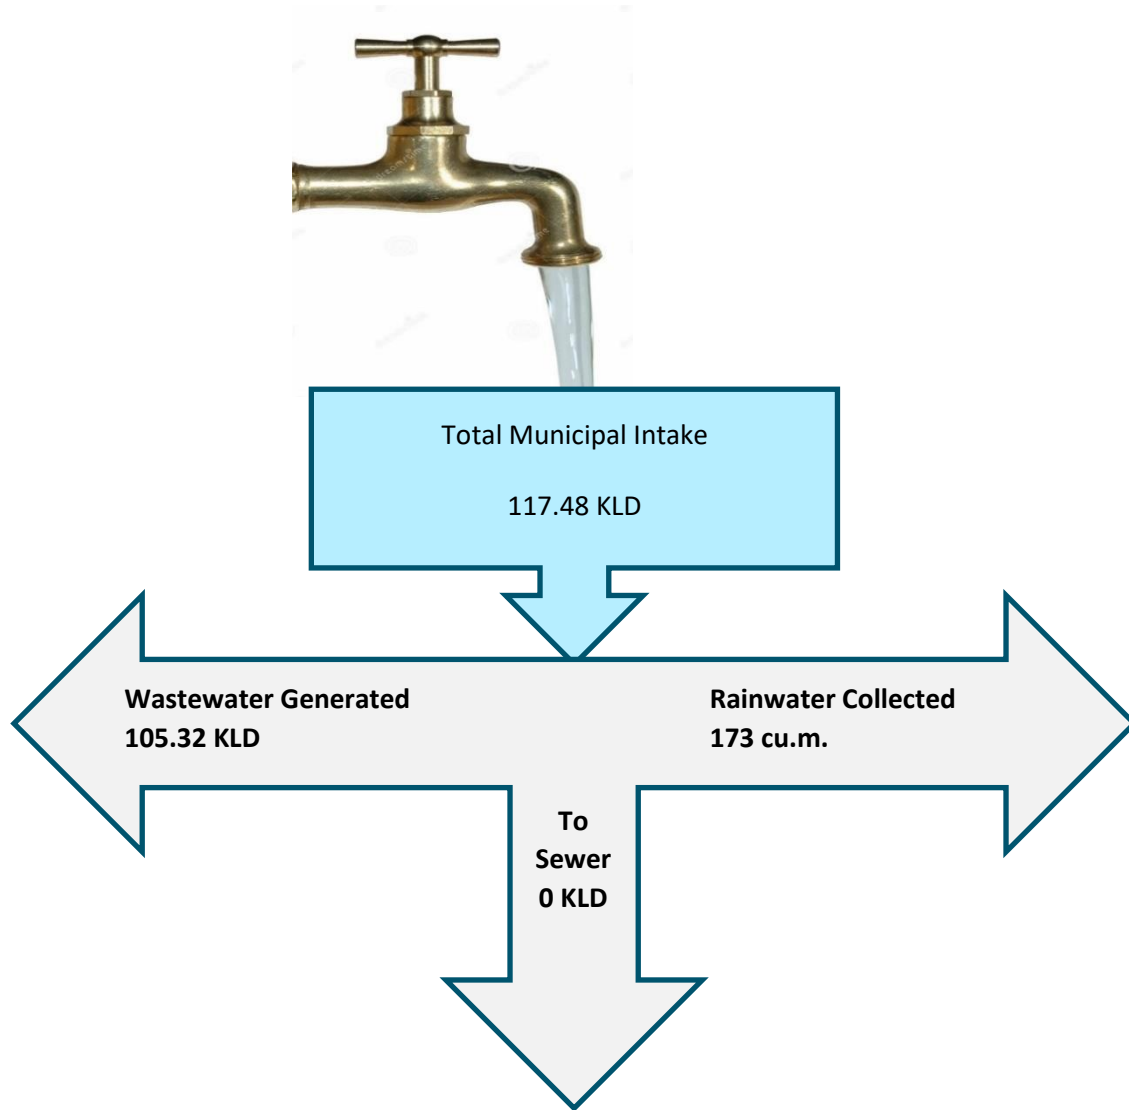 Total Municipal Intake
117.48 KLD
Wastewater Generated
105.32 KLD
Rainwater Collected
173 cu.m.
To
Sewer
0 KLD